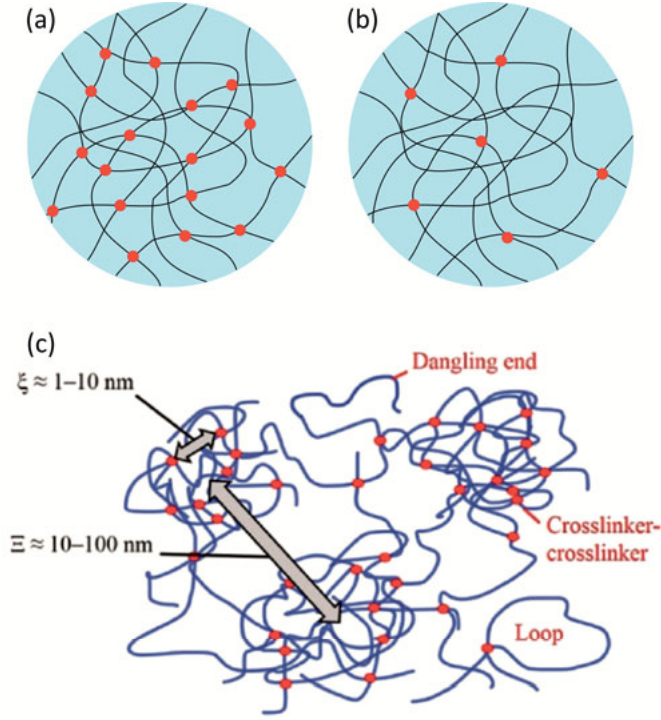 (a)
(b)
(c)
ξ ≈ 1–10 nm
Dangling end
Ξ ≈ 10–100 nm
Crosslinker-
crosslinker
Loop